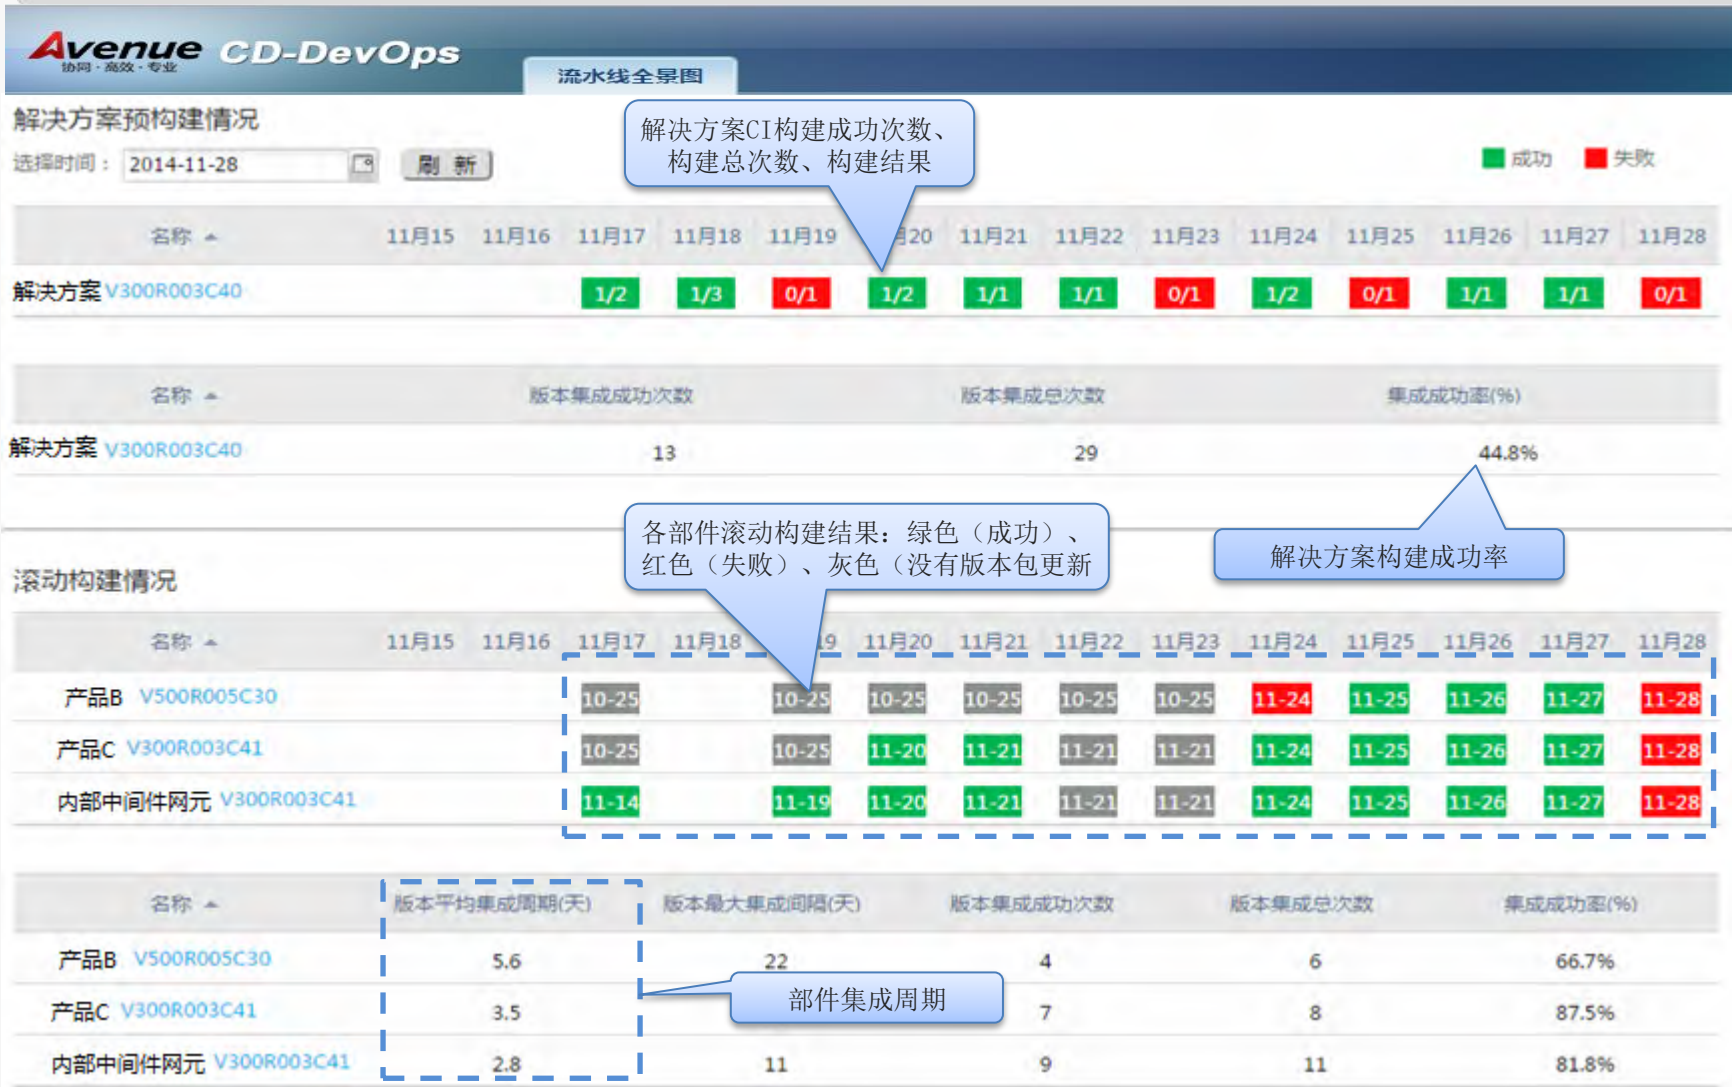 Avenue CD-DevOps
协同·高效·专业
流水线全景图
解决方案预构建情况
选择时间： 2014-11-28 刷 新
解决方案CI构建成功次数、
构建总次数、构建结果
成功 失败
名称 11月15 11月16 11月17 11月18 11月19 月20 11月21 11月22 11月23 11月24 11月25 11月26 11月27 11月28
解决方案 V300R003C40 1/2 1/3 0/1 1/2 1/1 1/1 0/1 1/2 0/1 1/1 1/1 0/1
名称 版本集成成功次数 版本集成总次数 集成成功率(%)
解决方案 V300R003C40 13 29 44.8%
各部件滚动构建结果：绿色（成功）、
红色（失败）、灰色（没有版本包更新
解决方案构建成功率
滚动构建情况
名称 11月15 11月16 11月17 11月18 19 11月20 11月21 11月22 11月23 11月24 11月25 11月26 11月27 11月28
产品B V500R005C30 10-25 10-25 10-25 10-25 10-25 10-25 11-24 11-25 11-26 11-27 11-28
产品C V300R003C41 10-25 10-25 11-20 11-21 11-21 11-21 11-24 11-25 11-26 11-27 11-28
内部中间件网元 V300R003C41 11-14 11-19 11-20 11-21 11-21 11-21 11-24 11-25 11-26 11-27 11-28
名称 版本平均集成周期(天) 版本最大集成间隔(天) 版本集成成功次数 版本集成总次数 集成成功率(%)
产品B V500R005C30 5.6 22 4 6 66.7%
部件集成周期
产品C V300R003C41 3.5 7 8 87.5%
内部中间件网元 V300R003C41 2.8 11 9 11 81.8%